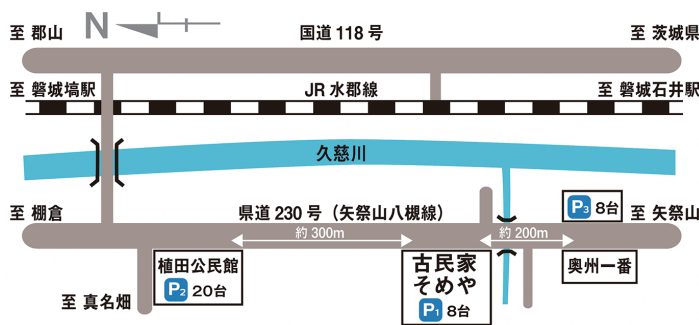 至 郡山
N
国道 118 号
至 茨城県
至 磐城塙駅
JR 水郡線
至 磐城石井駅
久慈川
至 棚倉
県道 230 号（矢祭山八槻線）
P3 8台
至 矢祭山
約 300m
約 200m
植田公民館
P2 20台
古民家
そめや
P1 8台
奥州一番
至 真名畑